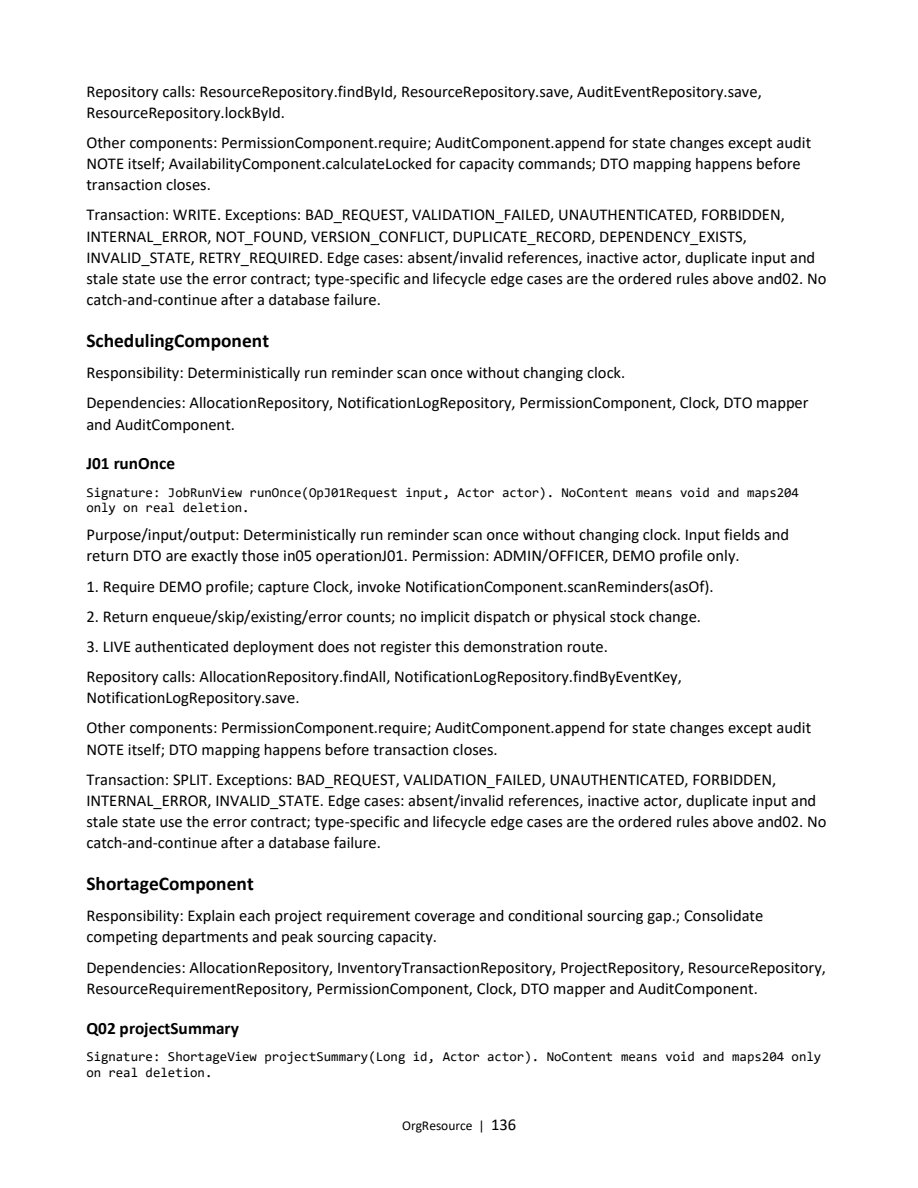 Repository calls: ResourceRepository.findById, ResourceRepository.save, AuditEventRepository.save,
ResourceRepository.lockById.
Other components: PermissionComponent.require; AuditComponent.append for state changes except audit
NOTE itself; AvailabilityComponent.calculateLocked for capacity commands; DTO mapping happens before
transaction closes.
Transaction: WRITE. Exceptions: BAD_REQUEST, VALIDATION_FAILED, UNAUTHENTICATED, FORBIDDEN,
INTERNAL_ERROR, NOT_FOUND, VERSION_CONFLICT, DUPLICATE_RECORD, DEPENDENCY_EXISTS,
INVALID_STATE, RETRY_REQUIRED. Edge cases: absent/invalid references, inactive actor, duplicate input and
stale state use the error contract; type-specific and lifecycle edge cases are the ordered rules above and02. No
catch-and-continue after a database failure.
SchedulingComponent
Responsibility: Deterministically run reminder scan once without changing clock.
Dependencies: AllocationRepository, NotificationLogRepository, PermissionComponent, Clock, DTO mapper
and AuditComponent.
J01 runOnce
Signature: JobRunView runOnce(OpJ01Request input, Actor actor). NoContent means void and maps204
only on real deletion.
Purpose/input/output: Deterministically run reminder scan once without changing clock. Input fields and
return DTO are exactly those in05 operationJ01. Permission: ADMIN/OFFICER, DEMO profile only.
1. Require DEMO profile; capture Clock, invoke NotificationComponent.scanReminders(asOf).
2. Return enqueue/skip/existing/error counts; no implicit dispatch or physical stock change.
3. LIVE authenticated deployment does not register this demonstration route.
Repository calls: AllocationRepository.findAll, NotificationLogRepository.findByEventKey,
NotificationLogRepository.save.
Other components: PermissionComponent.require; AuditComponent.append for state changes except audit
NOTE itself; DTO mapping happens before transaction closes.
Transaction: SPLIT. Exceptions: BAD_REQUEST, VALIDATION_FAILED, UNAUTHENTICATED, FORBIDDEN,
INTERNAL_ERROR, INVALID_STATE. Edge cases: absent/invalid references, inactive actor, duplicate input and
stale state use the error contract; type-specific and lifecycle edge cases are the ordered rules above and02. No
catch-and-continue after a database failure.
ShortageComponent
Responsibility: Explain each project requirement coverage and conditional sourcing gap.; Consolidate
competing departments and peak sourcing capacity.
Dependencies: AllocationRepository, InventoryTransactionRepository, ProjectRepository, ResourceRepository,
ResourceRequirementRepository, PermissionComponent, Clock, DTO mapper and AuditComponent.
Q02 projectSummary
Signature: ShortageView projectSummary(Long id, Actor actor). NoContent means void and maps204 only
on real deletion.
OrgResource | 136